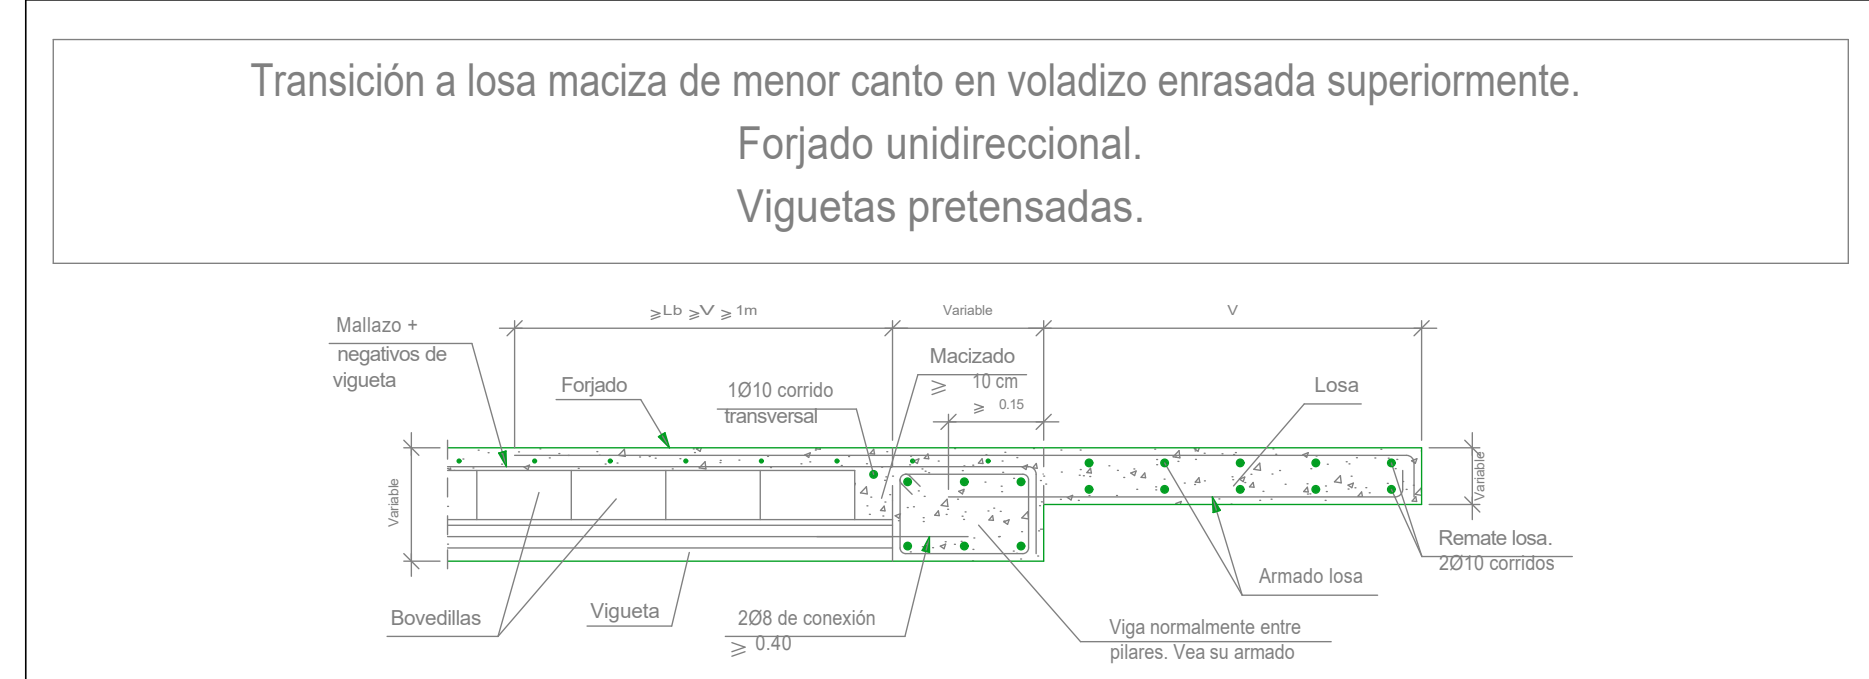 Transición a losa maciza de menor canto en voladizo enrasada superiormente.
Forjado unidireccional.
Viguetas pretensadas.
≥Lb ≥V ≥ 1m
Variable
V
Mallazo +
negativos de
vigueta
Forjado
1Ø10 corrido
transversal
Macizado
≥ 10 cm
≥ 0.15
Losa
Variable
Variable
Remate losa.
2Ø10 corridos
Armado losa
Bovedillas
Vigueta
2Ø8 de conexión
≥ 0.40
Viga normalmente entre
pilares. Vea su armado